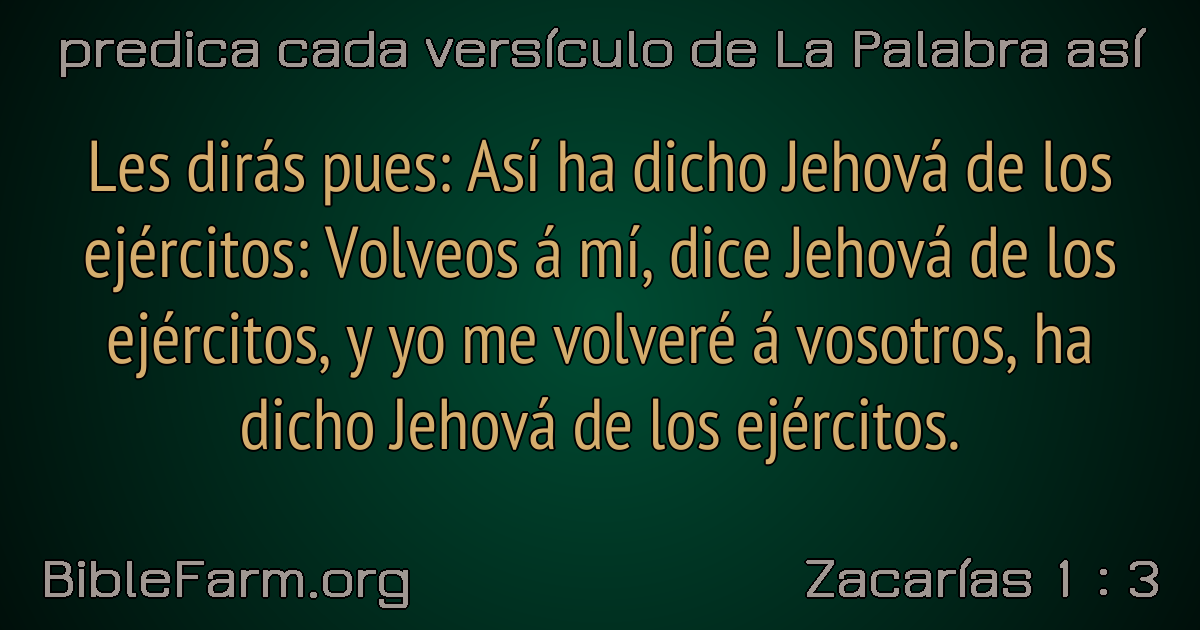 predica cada versículo de La Palabra así
Les dirás pues: Así ha dicho Jehová de los
ejércitos: Volveos á mí, dice Jehová de los
ejércitos, y yo me volveré á vosotros, ha
dicho Jehová de los ejércitos.
BibleFarm.org
Zacarías 1 : 3